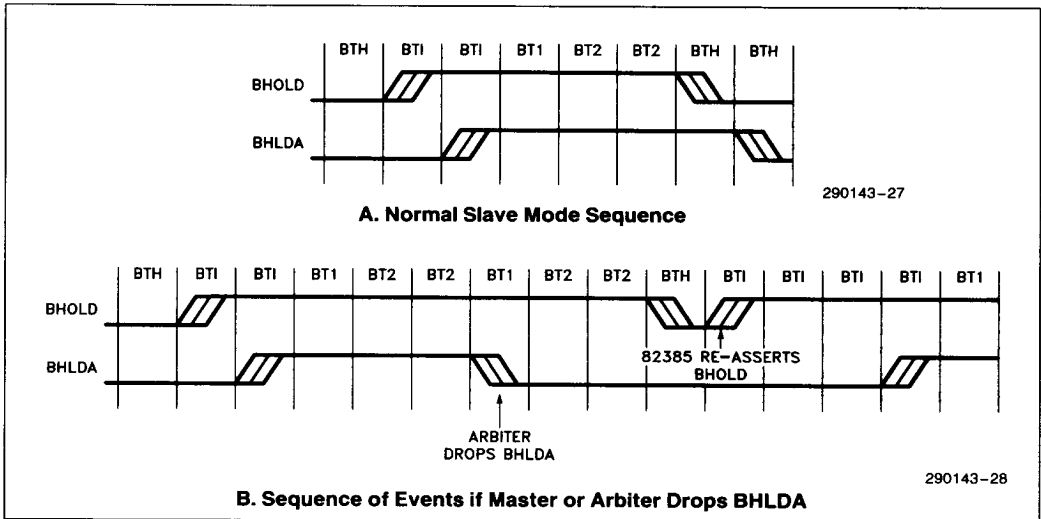 BTH BTI BTI BT1 BT2 BT2 BTH BTH
BHOLD
BHLDA
290143-27
A. Normal Slave Mode Sequence
BTH BTI BTI BT1 BT2 BT2 BT1 BT2 BT2 BTH BTI BTI BTI BTI BT1
BHOLD
82385 RE-ASSERTS
BHOLD
BHLDA
ARBITER
DROPS BHLDA
290143-28
B. Sequence of Events if Master or Arbiter Drops BHLDA